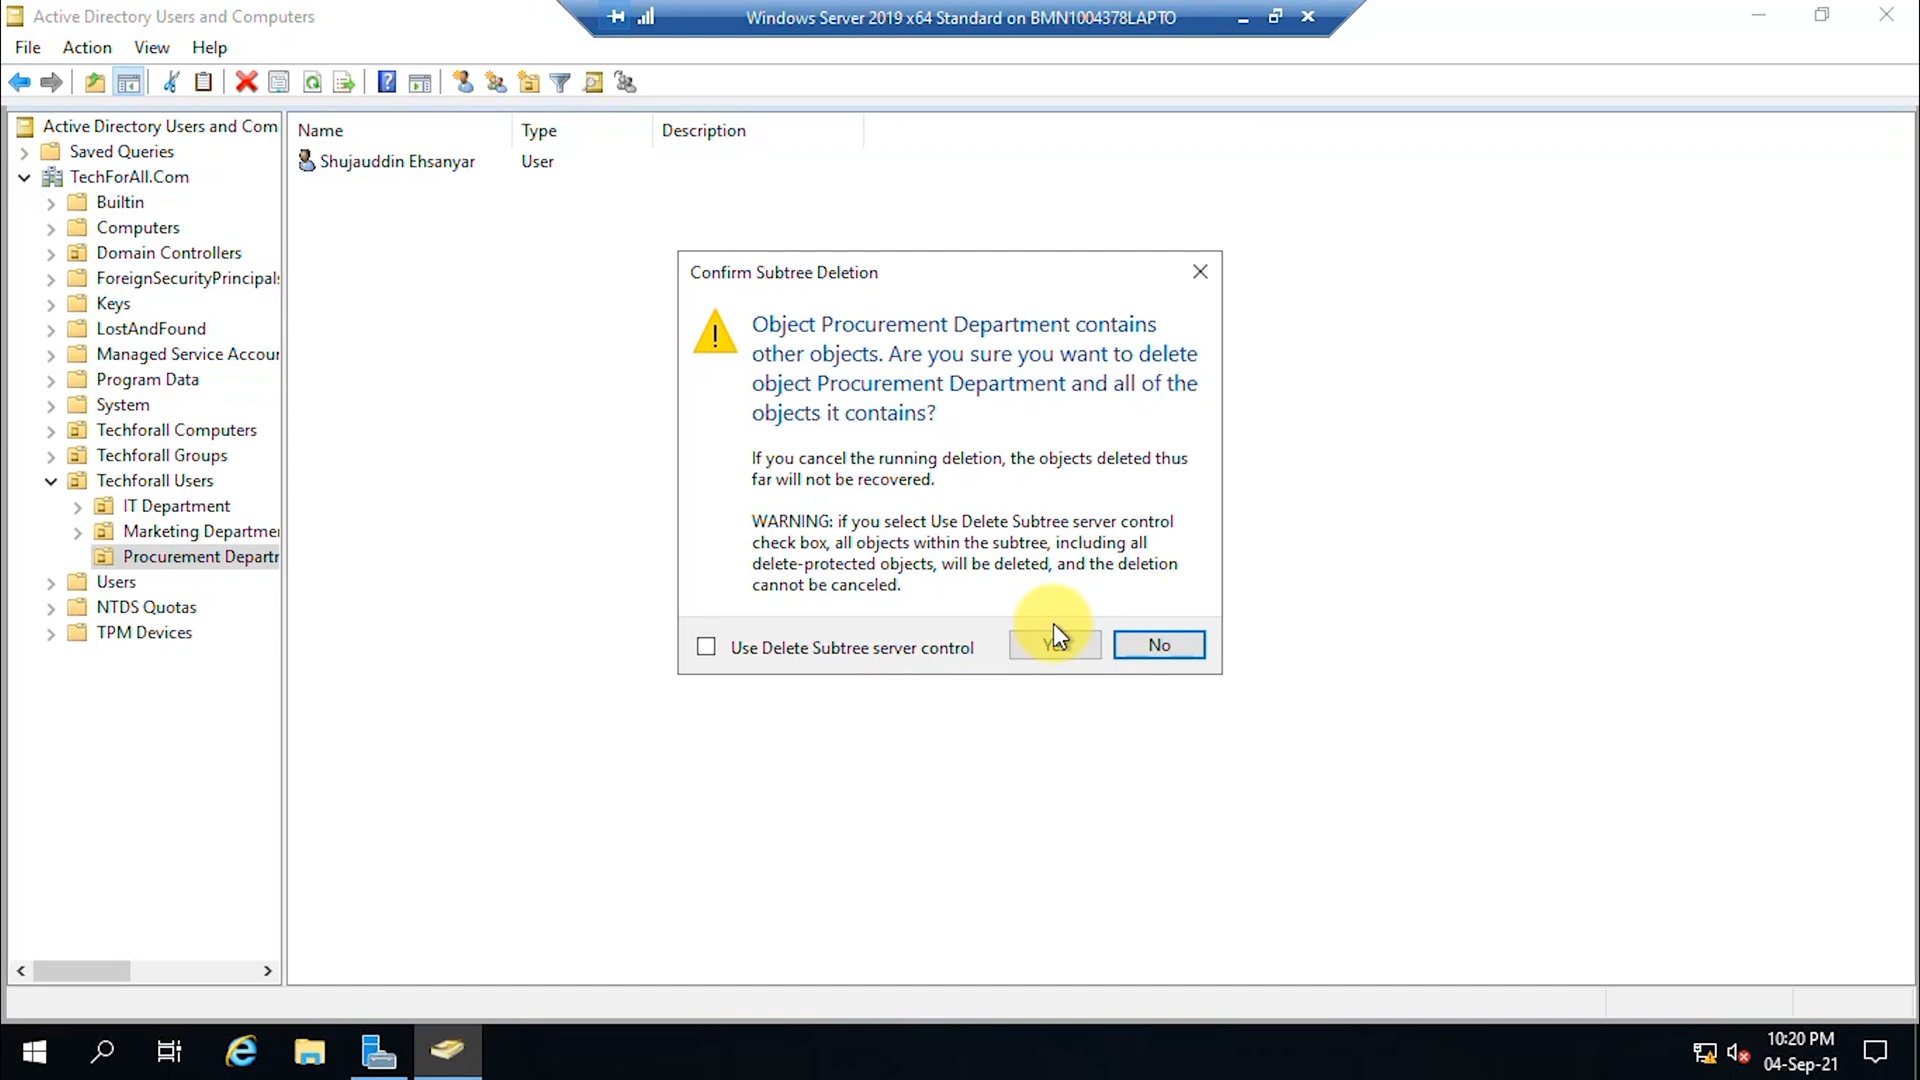 Active Directory Users and Computers
Windows Server 2019 x64 Standard on BMN1004378LAPTO
File Action View Help
Active Directory Users and Com
Saved Queries
TechForAll.Com
Builtin
Computers
Domain Controllers
ForeignSecurityPrincipals
Keys
LostAndFound
Managed Service Accour
Program Data
System
Techforall Computers
Techforall Groups
Techforall Users
IT Department
Marketing Departmen
Procurement Departm
Users
NTDS Quotas
TPM Devices
Name Type Description
Shujauddin Ehsanyar User
Confirm Subtree Deletion
Object Procurement Department contains
other objects. Are you sure you want to delete
object Procurement Department and all of the
objects it contains?
If you cancel the running deletion, the objects deleted thus
far will not be recovered.
WARNING: if you select Use Delete Subtree server control
check box, all objects within the subtree, including all
delete-protected objects, will be deleted, and the deletion
cannot be canceled.
Use Delete Subtree server control
No
10:20 PM
04-Sep-21